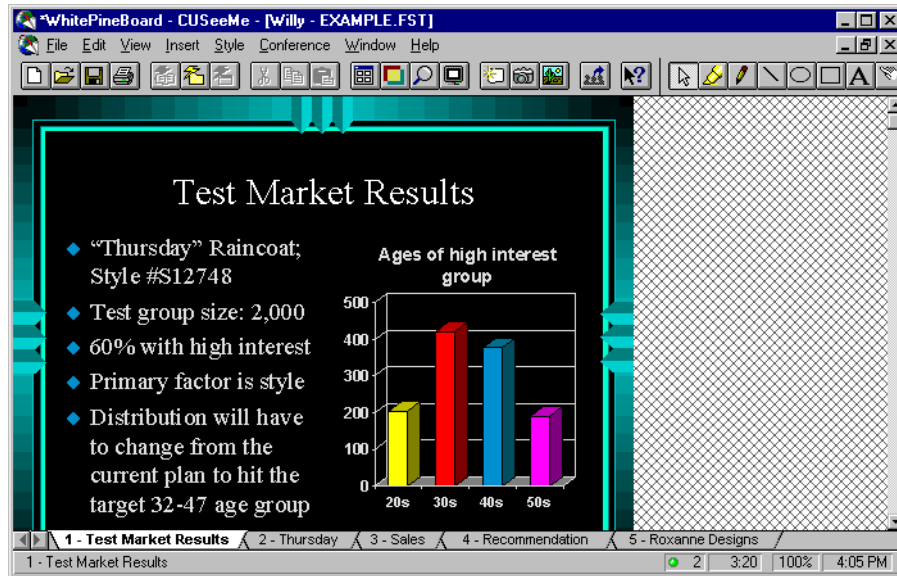 *WhitePineBoard - CUSeeMe - [Willy - EXAMPLE.FST]
File Edit View Insert Style Conference Window Help
A
Test Market Results
“Thursday” Raincoat;
Style #S12748
Test group size: 2,000
60% with high interest
Primary factor is style
Distribution will have
to change from the
current plan to hit the
target 32-47 age group
Ages of high interest
group
500
400
300
200
100
0
20s 30s 40s 50s
1 - Test Market Results 2 - Thursday 3 - Sales 4 - Recommendation 5 - Roxanne Designs
1 - Test Market Results 2 3:20 100% 4:05 PM